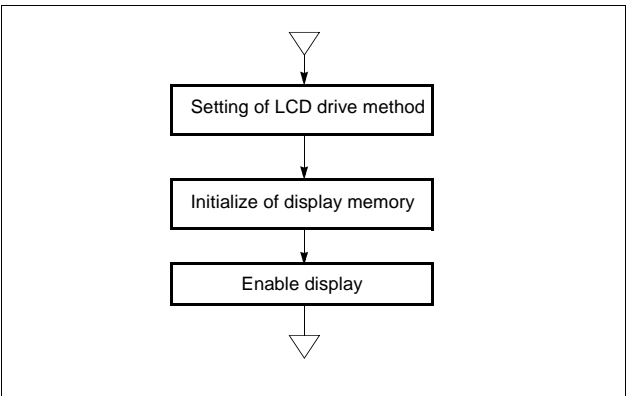 Setting of LCD drive method
Initialize of display memory
Enable display